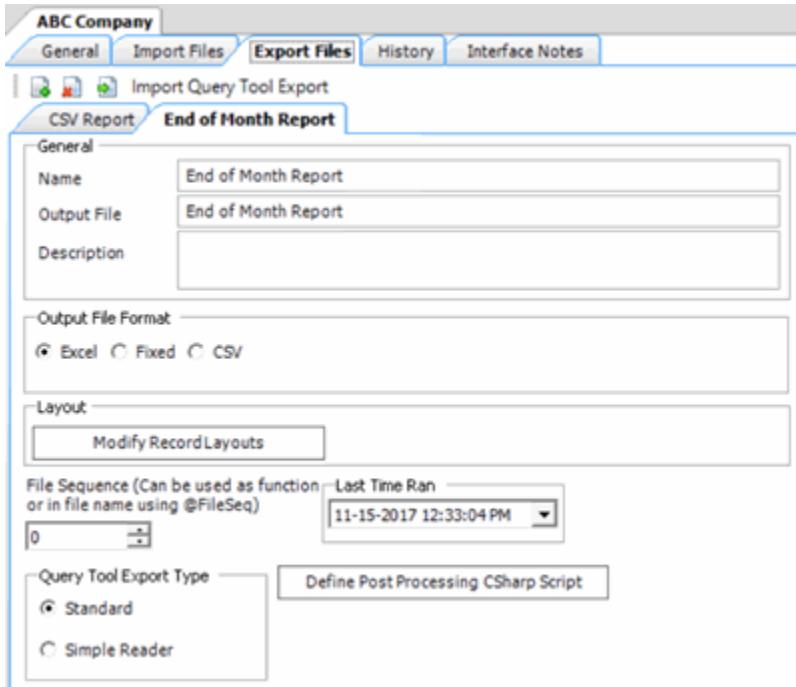 ABC Company
General Import Files Export Files History Interface Notes
Import Query Tool Export
CSV Report End of Month Report
General
Name End of Month Report
Output File End of Month Report
Description
Output File Format
Excel Fixed CSV
Layout
Modify Record Layouts
File Sequence (Can be used as function
or in file name using @FileSeq)
0
Last Time Ran
11-15-2017 12:33:04 PM
Query Tool Export Type
Standard
Simple Reader
Define Post Processing CSharp Script